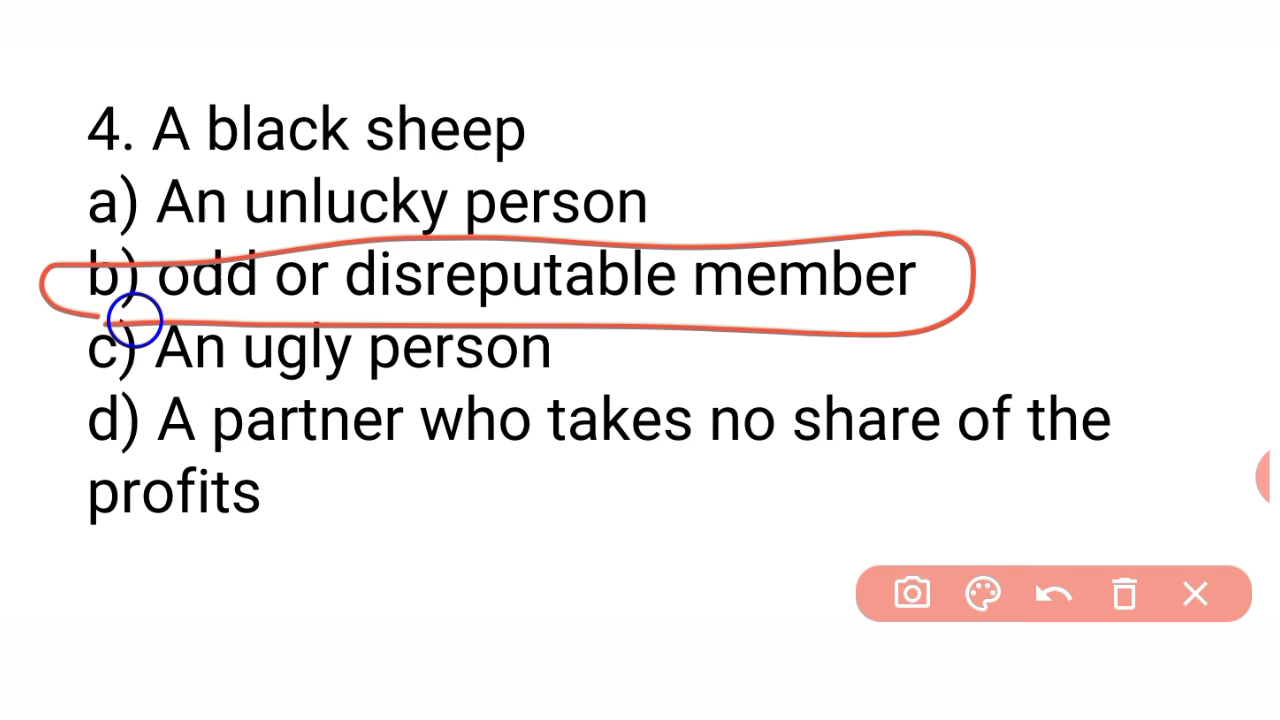 4. A black sheep
a) An unlucky person
b) odd or disreputable member
c) An ugly person
d) A partner who takes no share of the
profits